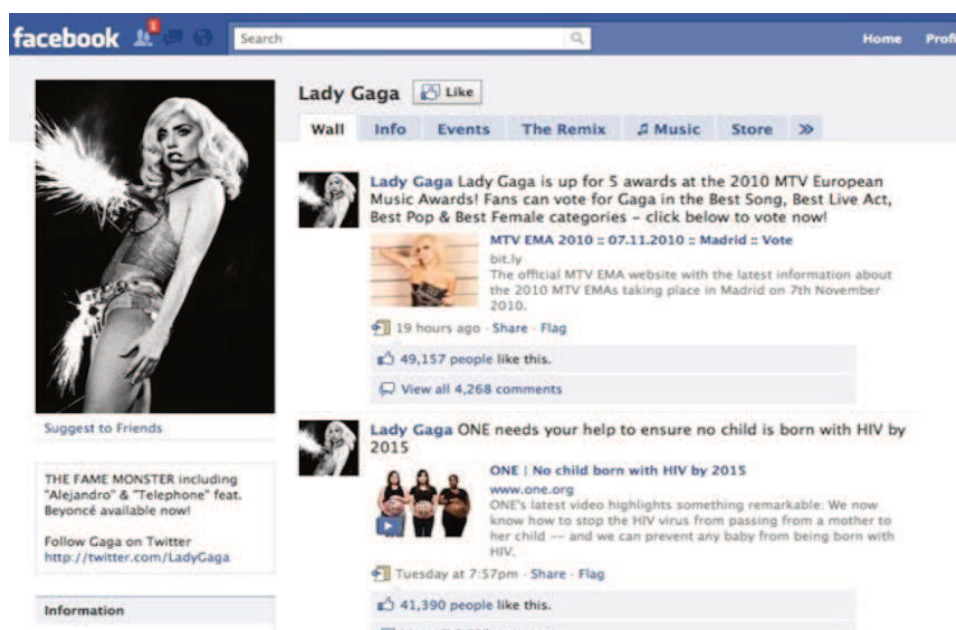 facebook 1 Search Home Profi
Lady Gaga Like
Wall Info Events The Remix Music Store >>
Lady Gaga Lady Gaga is up for 5 awards at the 2010 MTV European
Music Awards! Fans can vote for Gaga in the Best Song, Best Live Act,
Best Pop & Best Female categories – click below to vote now!
MTV EMA 2010 :: 07.11.2010 :: Madrid :: Vote
bit.ly
The official MTV EMA website with the latest information about
the 2010 MTV EMAs taking place in Madrid on 7th November
2010.
19 hours ago · Share · Flag
49,157 people like this.
View all 4,268 comments
Suggest to Friends
THE FAME MONSTER including
"Alejandro" & "Telephone" feat.
Beyoncé available now!
Follow Gaga on Twitter
http://twitter.com/LadyGaga
Information
Lady Gaga ONE needs your help to ensure no child is born with HIV by
2015
ONE | No child born with HIV by 2015
www.one.org
ONE's latest video highlights something remarkable: We now
know how to stop the HIV virus from passing from a mother to
her child –– and we can prevent any baby from being born with
HIV.
Tuesday at 7:57pm · Share · Flag
41,390 people like this.